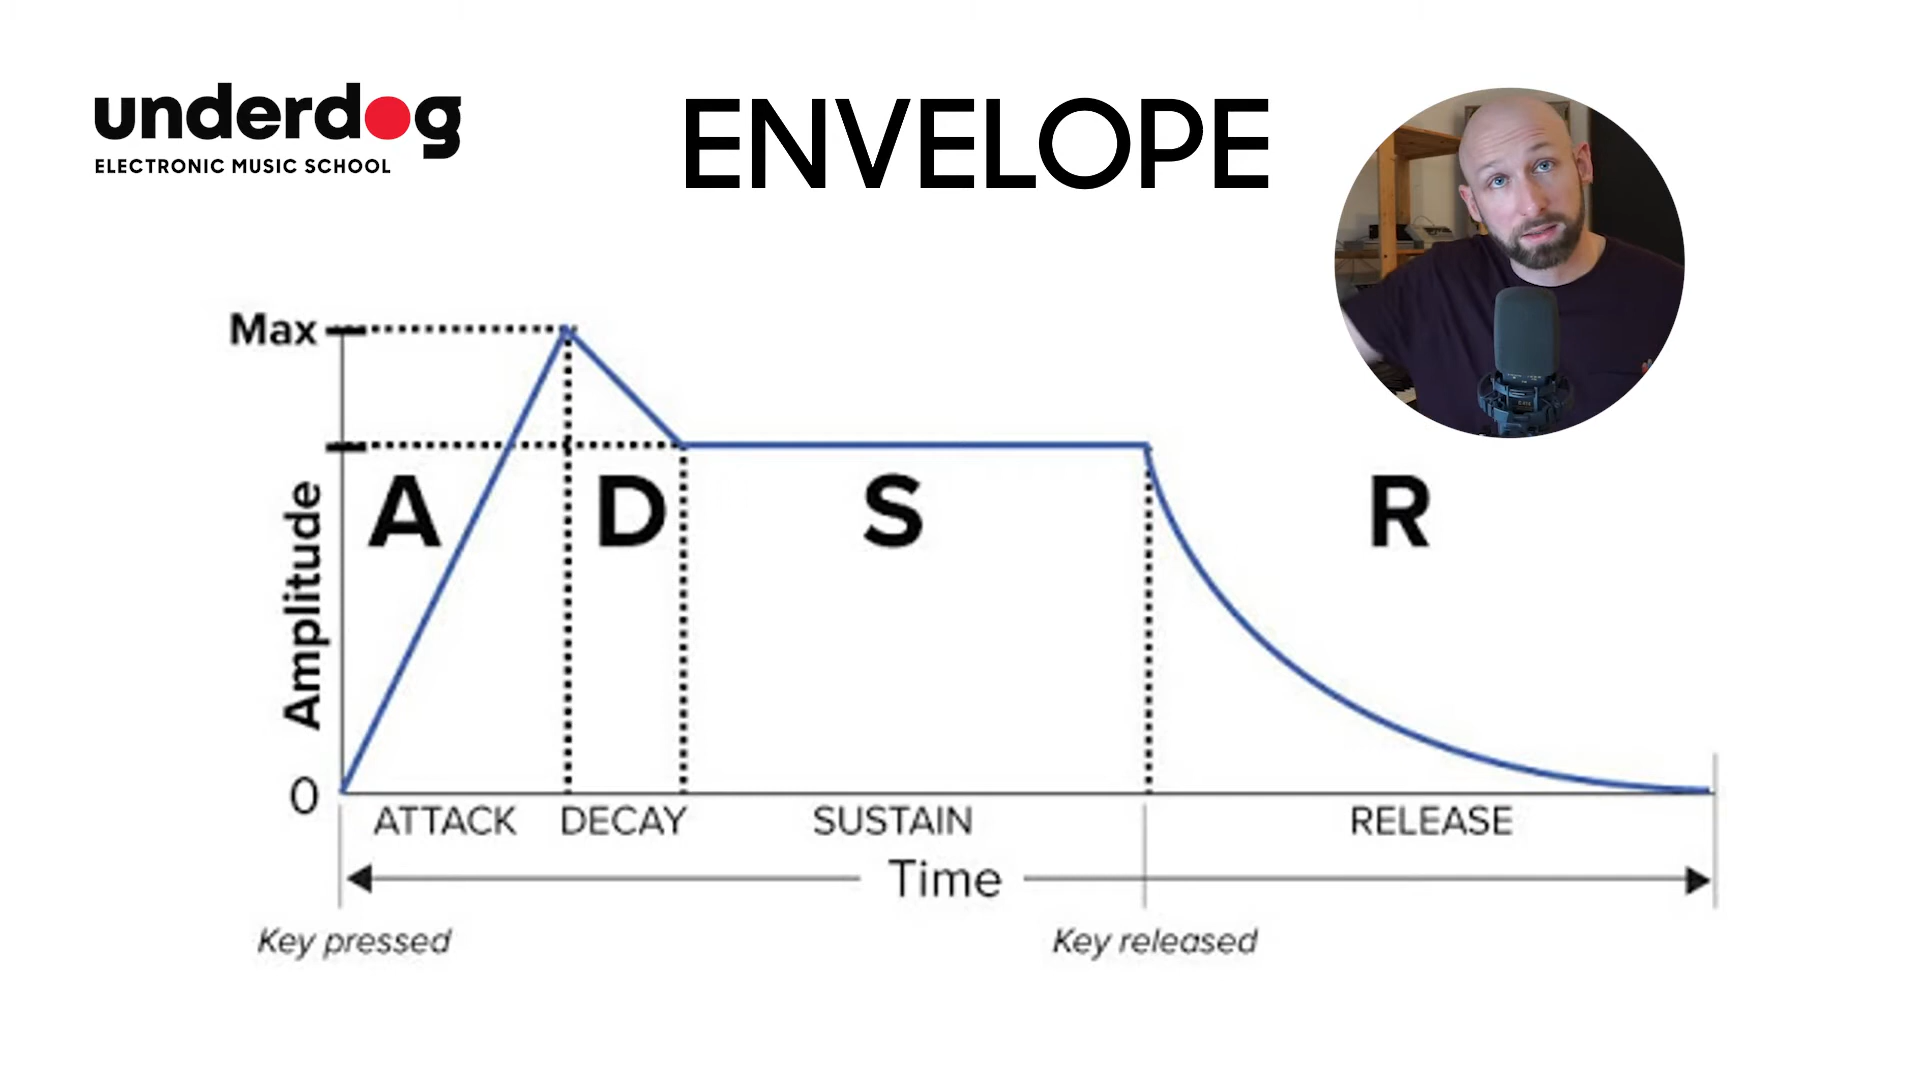 underdog
ELECTRONIC MUSIC SCHOOL
ENVELOPE
Max
Amplitude
A
D
S
R
0
ATTACK
DECAY
SUSTAIN
RELEASE
Time
Key pressed
Key released